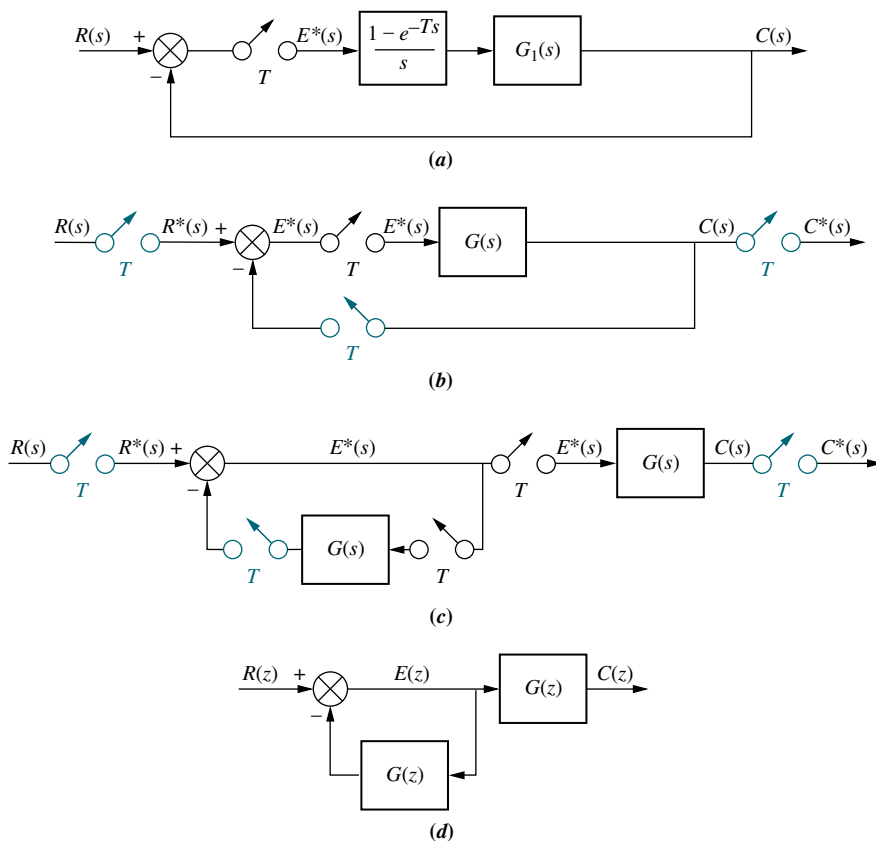 R(s) + E*(s) 1 – e^–Ts / s G₁(s) C(s)
– T
(a)
R(s) R*(s) + E*(s) E*(s) G(s) C(s) C*(s)
T – T T
T
(b)
R(s) R*(s) + E*(s) E*(s) G(s) C(s) C*(s)
T – T T
G(s)
T T
(c)
R(z) + E(z) G(z) C(z)
–
G(z)
(d)